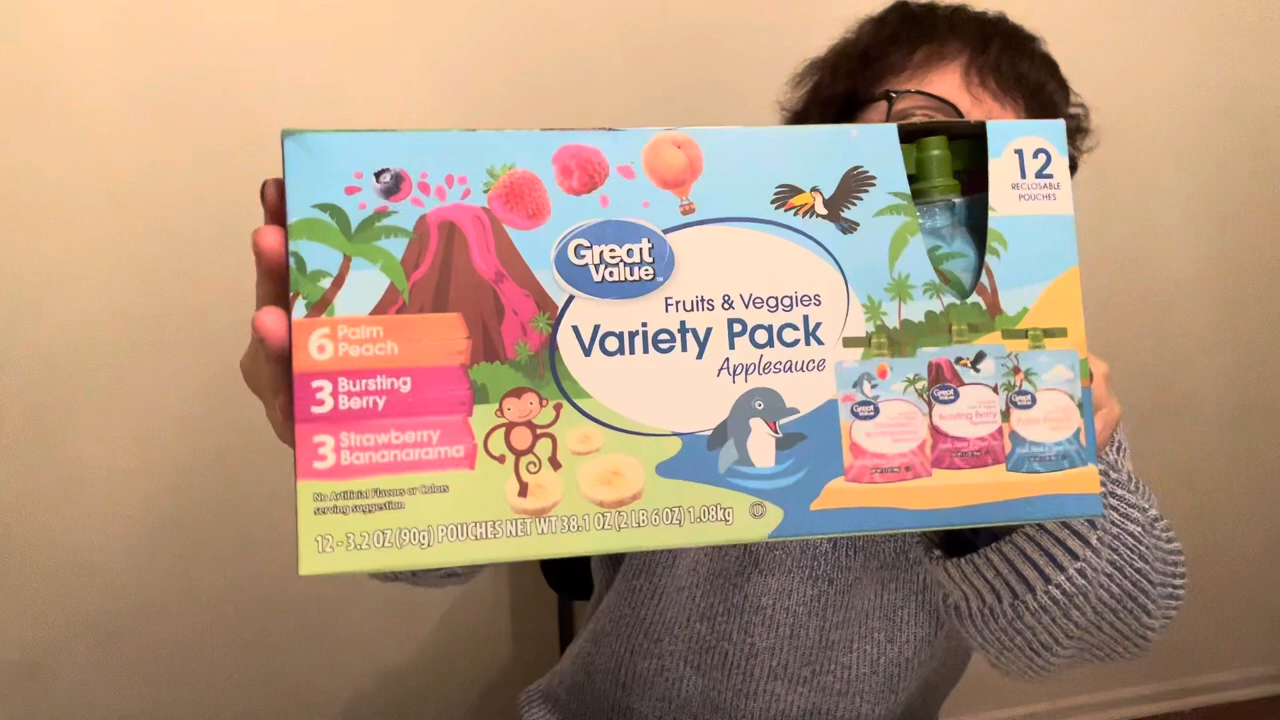 12
RECLOSABLE
POUCHES
Great
Value™
Fruits & Veggies
Variety Pack
Applesauce
6 Palm
Peach
3 Bursting
Berry
3 Strawberry
Bananarama
Great
Value
Great
Value
Bursting Berry
Great
Value
No Artificial Flavors or Colors
serving suggestion
12 - 3.2 OZ (90g) POUCHES NET WT 38.1 OZ (2 LB 6 OZ) 1.08kg